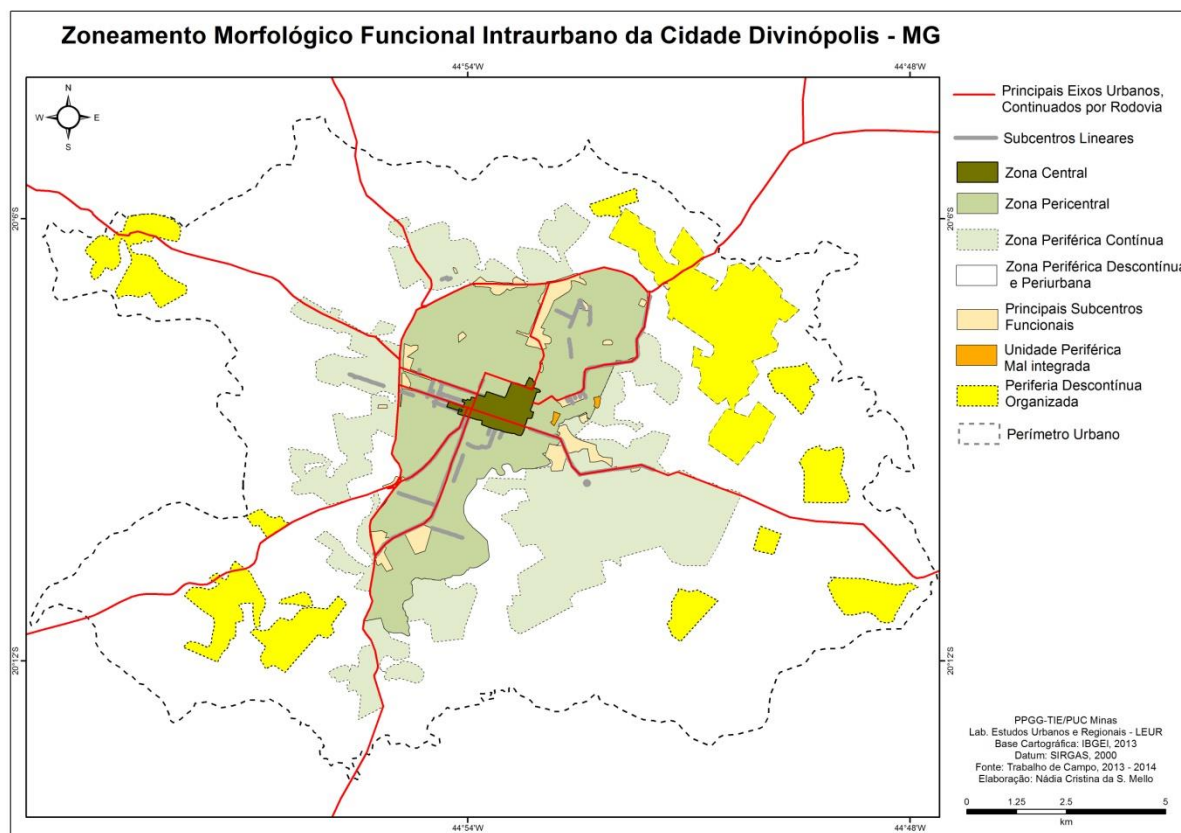 Zoneamento Morfológico Funcional Intraurbano da Cidade Divinópolis - MG
44°54'W
44°48'W
N
W
E
S
20°6'S
20°6'S
20°12'S
20°12'S
44°54'W
44°48'W
Principais Eixos Urbanos,
Continuados por Rodovia
Subcentros Lineares
Zona Central
Zona Pericentral
Zona Periférica Contínua
Zona Periférica Descontínua
e Periurbana
Principais Subcentros
Funcionais
Unidade Periférica
Mal integrada
Periferia Descontínua
Organizada
Perímetro Urbano
PPGG-TIE/PUC Minas
Lab. Estudos Urbanos e Regionais - LEUR
Base Cartográfica: IBGEI, 2013
Datum: SIRGAS, 2000
Fonte: Trabalho de Campo, 2013 - 2014
Elaboração: Nádia Cristina da S. Mello
0 1.25 2.5 5
km